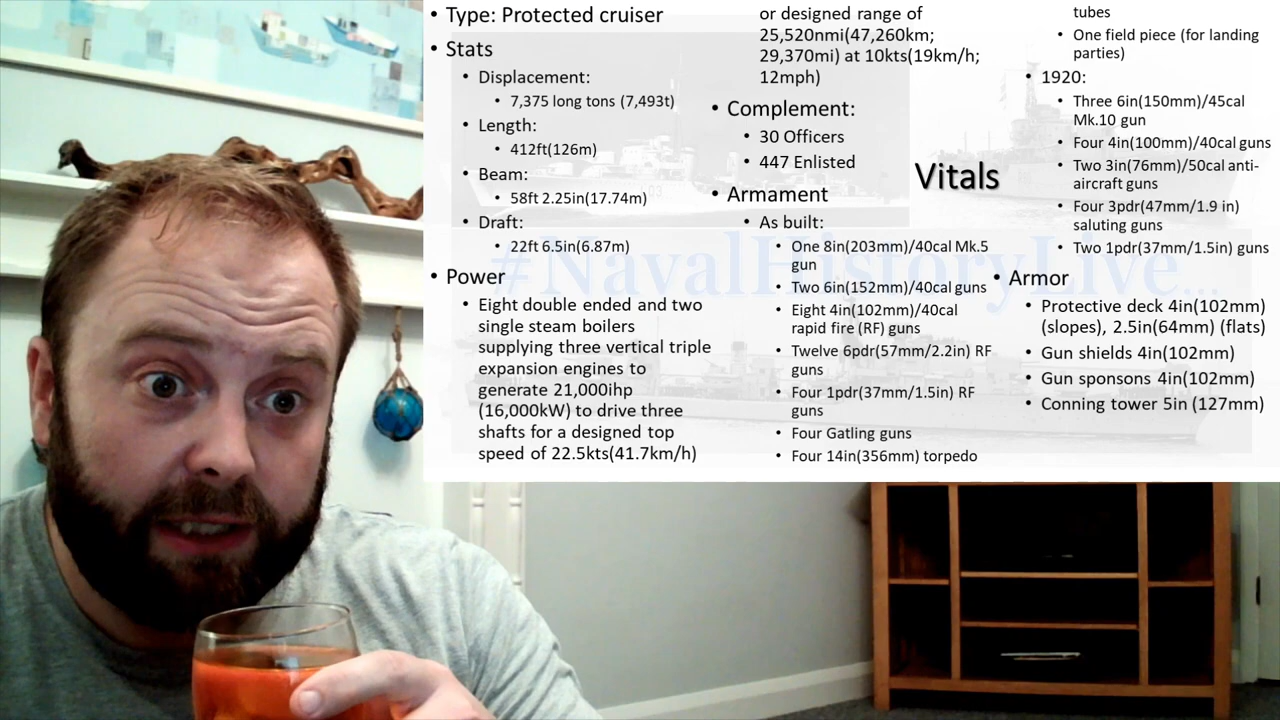 • Type: Protected cruiser
• Stats
• Displacement:
• 7,375 long tons (7,493t)
• Length:
• 412ft(126m)
• Beam:
• 58ft 2.25in(17.74m)
• Draft:
• 22ft 6.5in(6.87m)
• Power
• Eight double ended and two
single steam boilers
supplying three vertical triple
expansion engines to
generate 21,000ihp
(16,000kW) to drive three
shafts for a designed top
speed of 22.5kts(41.7km/h)
or designed range of
25,520nmi(47,260km;
29,370mi) at 10kts(19km/h;
12mph)
• Complement:
• 30 Officers
• 447 Enlisted
• Armament
• As built:
• One 8in(203mm)/40cal Mk.5
gun
• Two 6in(152mm)/40cal guns
• Eight 4in(102mm)/40cal
rapid fire (RF) guns
• Twelve 6pdr(57mm/2.2in) RF
guns
• Four 1pdr(37mm/1.5in) RF
guns
• Four Gatling guns
• Four 14in(356mm) torpedo
tubes
• One field piece (for landing
parties)
• 1920:
• Three 6in(150mm)/45cal
Mk.10 gun
• Four 4in(100mm)/40cal guns
• Two 3in(76mm)/50cal anti-
aircraft guns
• Four 3pdr(47mm/1.9 in)
saluting guns
• Two 1pdr(37mm/1.5in) guns
• Armor
• Protective deck 4in(102mm)
(slopes), 2.5in(64mm) (flats)
• Gun shields 4in(102mm)
• Gun sponsons 4in(102mm)
• Conning tower 5in (127mm)
Vitals
#NavalHistoryLive...